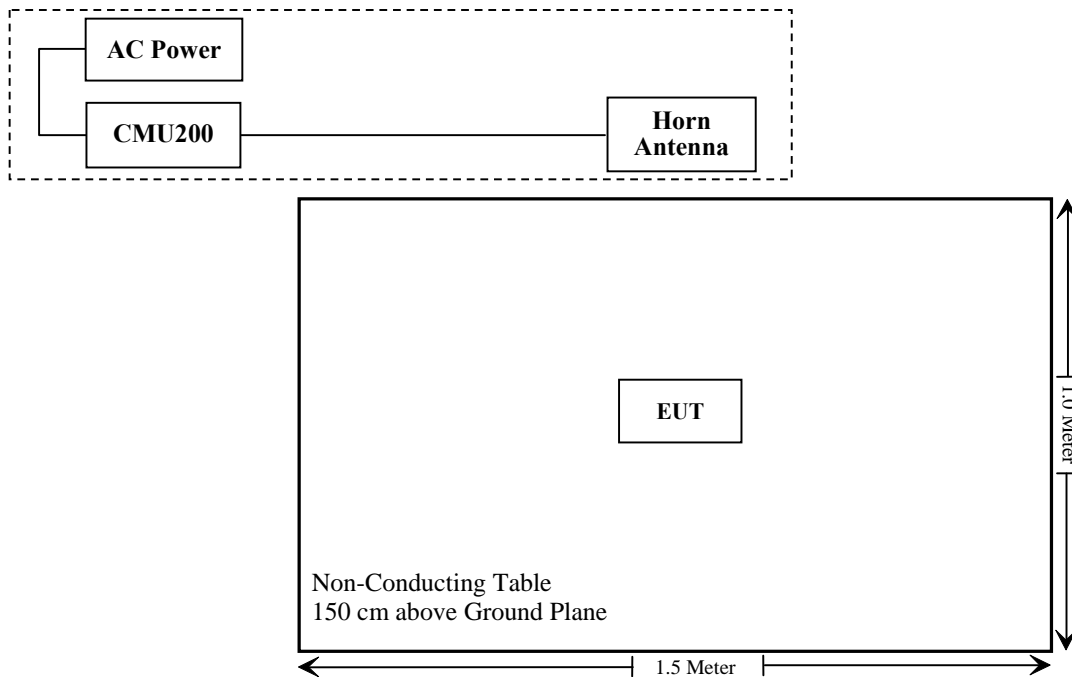 AC Power
CMU200
Horn
Antenna
EUT
1.0 Meter
Non-Conducting Table
150 cm above Ground Plane
1.5 Meter